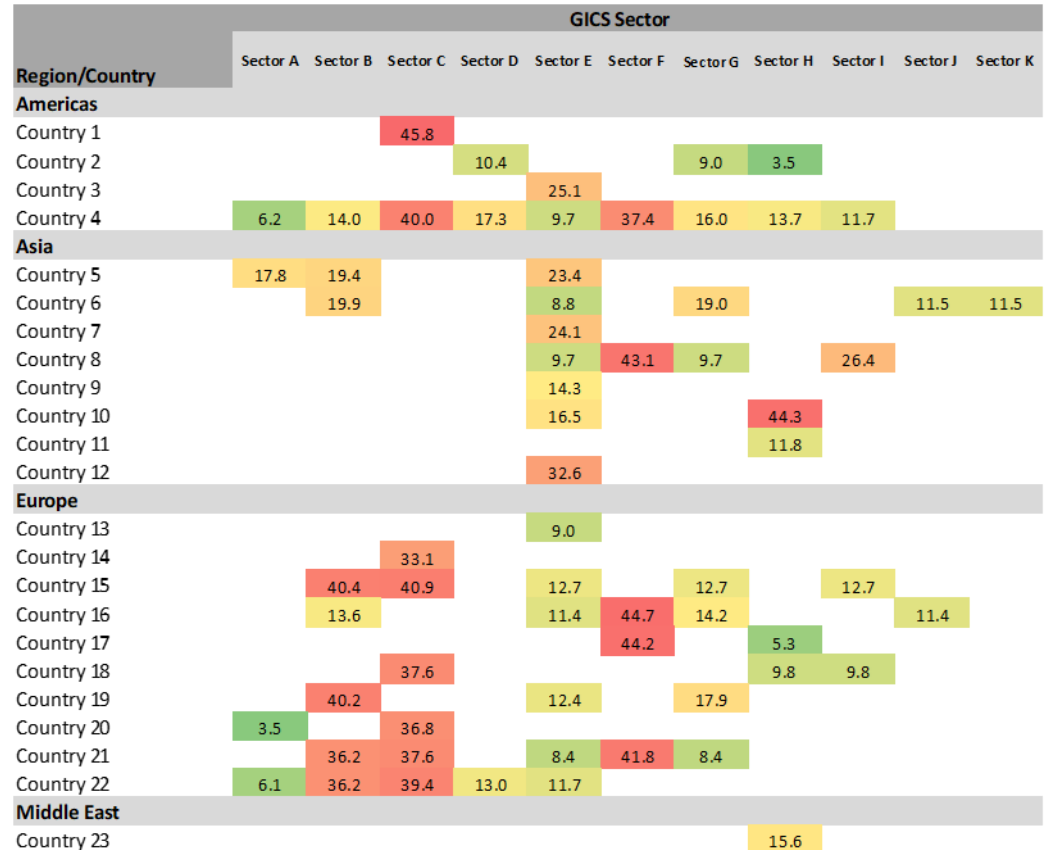 GICS Sector
Region/Country Sector A Sector B Sector C Sector D Sector E Sector F Sector G Sector H Sector I Sector J Sector K
Americas
Country 1 45.8
Country 2 10.4 9.0 3.5
Country 3 25.1
Country 4 6.2 14.0 40.0 17.3 9.7 37.4 16.0 13.7 11.7
Asia
Country 5 17.8 19.4 23.4
Country 6 19.9 8.8 19.0 11.5 11.5
Country 7 24.1
Country 8 9.7 43.1 9.7 26.4
Country 9 14.3
Country 10 16.5 44.3
Country 11 11.8
Country 12 32.6
Europe
Country 13 9.0
Country 14 33.1
Country 15 40.4 40.9 12.7 12.7 12.7
Country 16 13.6 11.4 44.7 14.2 11.4
Country 17 44.2 5.3
Country 18 37.6 9.8 9.8
Country 19 40.2 12.4 17.9
Country 20 3.5 36.8
Country 21 36.2 37.6 8.4 41.8 8.4
Country 22 6.1 36.2 39.4 13.0 11.7
Middle East
Country 23 15.6